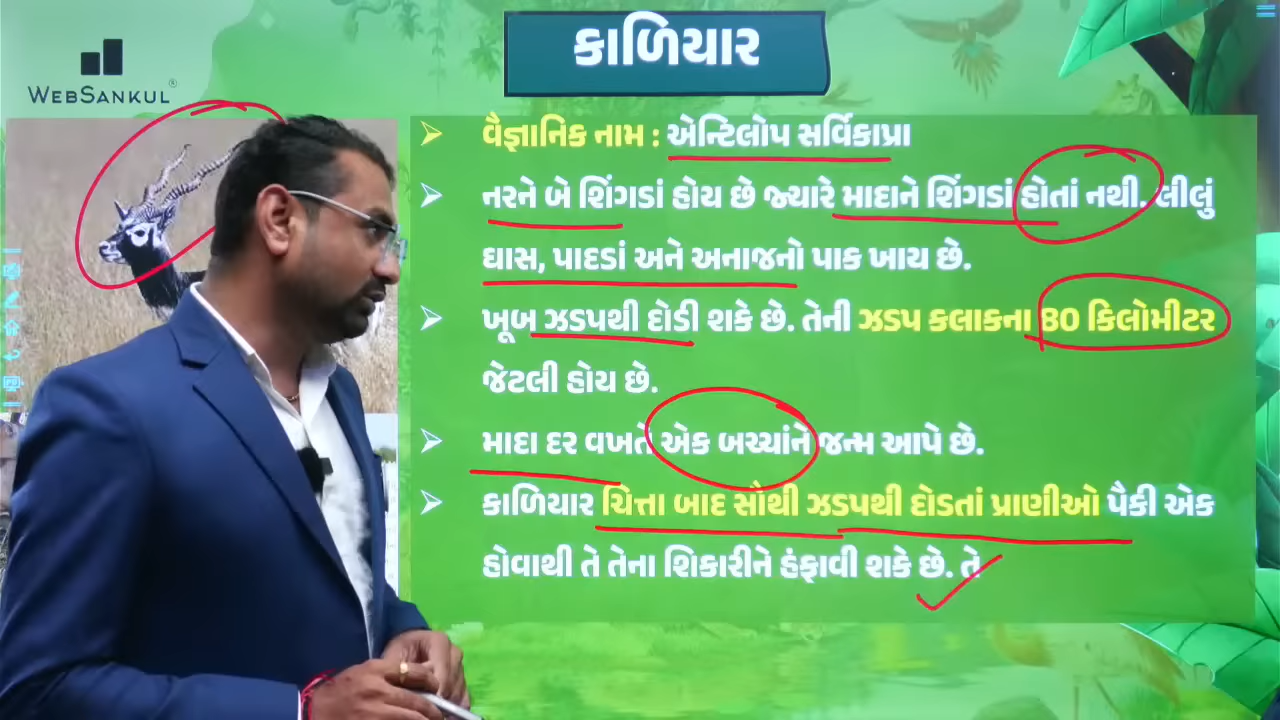 કાળિયાર
WEBSANKUL®
વૈજ્ઞાનિક નામ : એન્ટિલોપ સર્વિકાપ્રા
નરને બે શિંગડાં હોય છે જ્યારે માદાને શિંગડાં હોતાં નથી. લીલું
ઘાસ, પાદડાં અને અનાજનો પાક ખાય છે.
ખૂબ ઝડપથી દોડી શકે છે. તેની ઝડપ કલાકના 80 કિલોમીટર
જેટલી હોય છે.
માદા દર વખતે એક બચ્ચાંને જન્મ આપે છે.
કાળિયાર ચિત્તા બાદ સૌથી ઝડપથી દોડતાં પ્રાણીઓ પૈકી એક
હોવાથી તે તેના શિકારીને હંફાવી શકે છે. તે